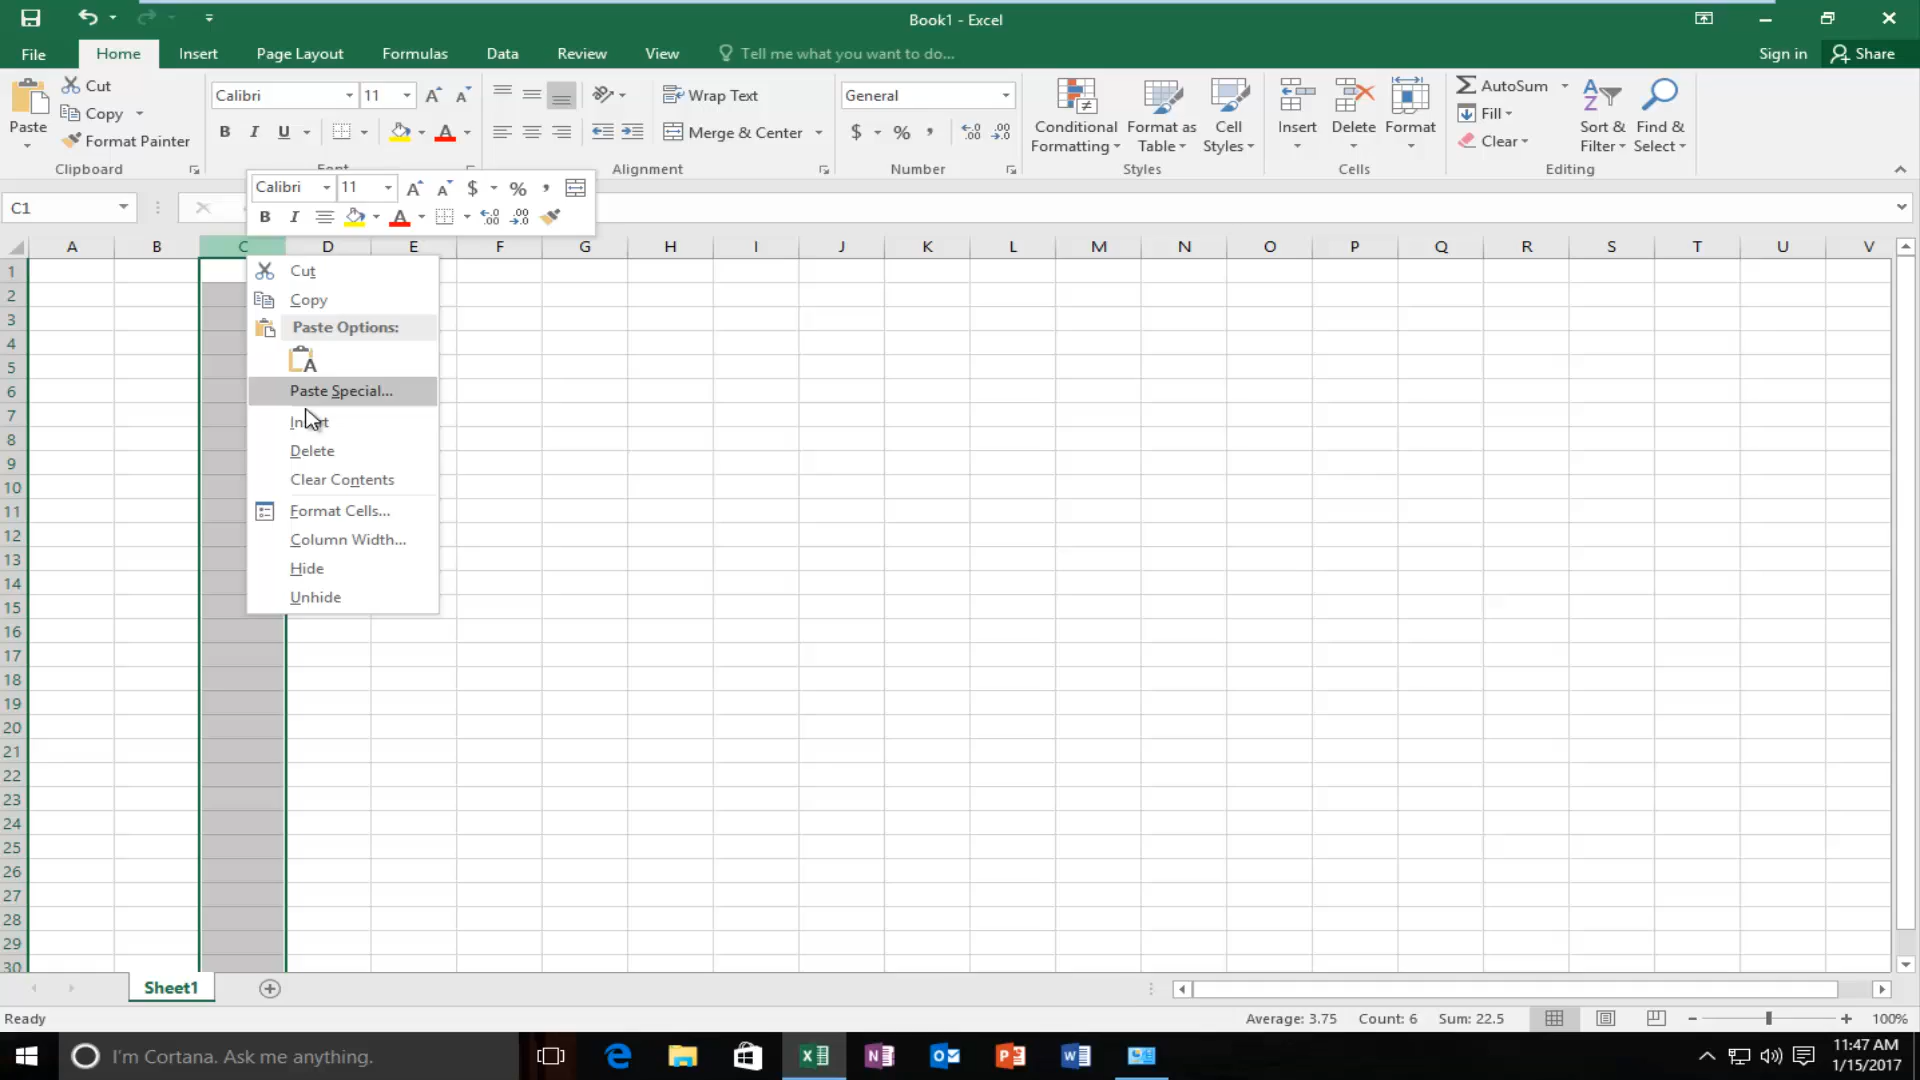 Book1 - Excel
File Home Insert Page Layout Formulas Data Review View Tell me what you want to do... Sign in Share
Cut
Copy
Format Painter
Paste
Clipboard
Calibri 11
B I U
Wrap Text
Merge & Center
Alignment
General
$ % ,
Number
Conditional Formatting
Format as Table
Cell Styles
Styles
Insert Delete Format
Cells
AutoSum
Fill
Clear
Sort & Filter
Find & Select
Editing
Calibri 11 $ % ,
B I A
C1
A B C D E F G H I J K L M N O P Q R S T U V
1
2
3
4
5
6
7
8
9
10
11
12
13
14
15
16
17
18
19
20
21
22
23
24
25
26
27
28
29
30
Cut
Copy
Paste Options:
Paste Special...
Insert
Delete
Clear Contents
Format Cells...
Column Width...
Hide
Unhide
Sheet1
Ready Average: 3.75 Count: 6 Sum: 22.5 100%
I'm Cortana. Ask me anything.
11:47 AM
1/15/2017